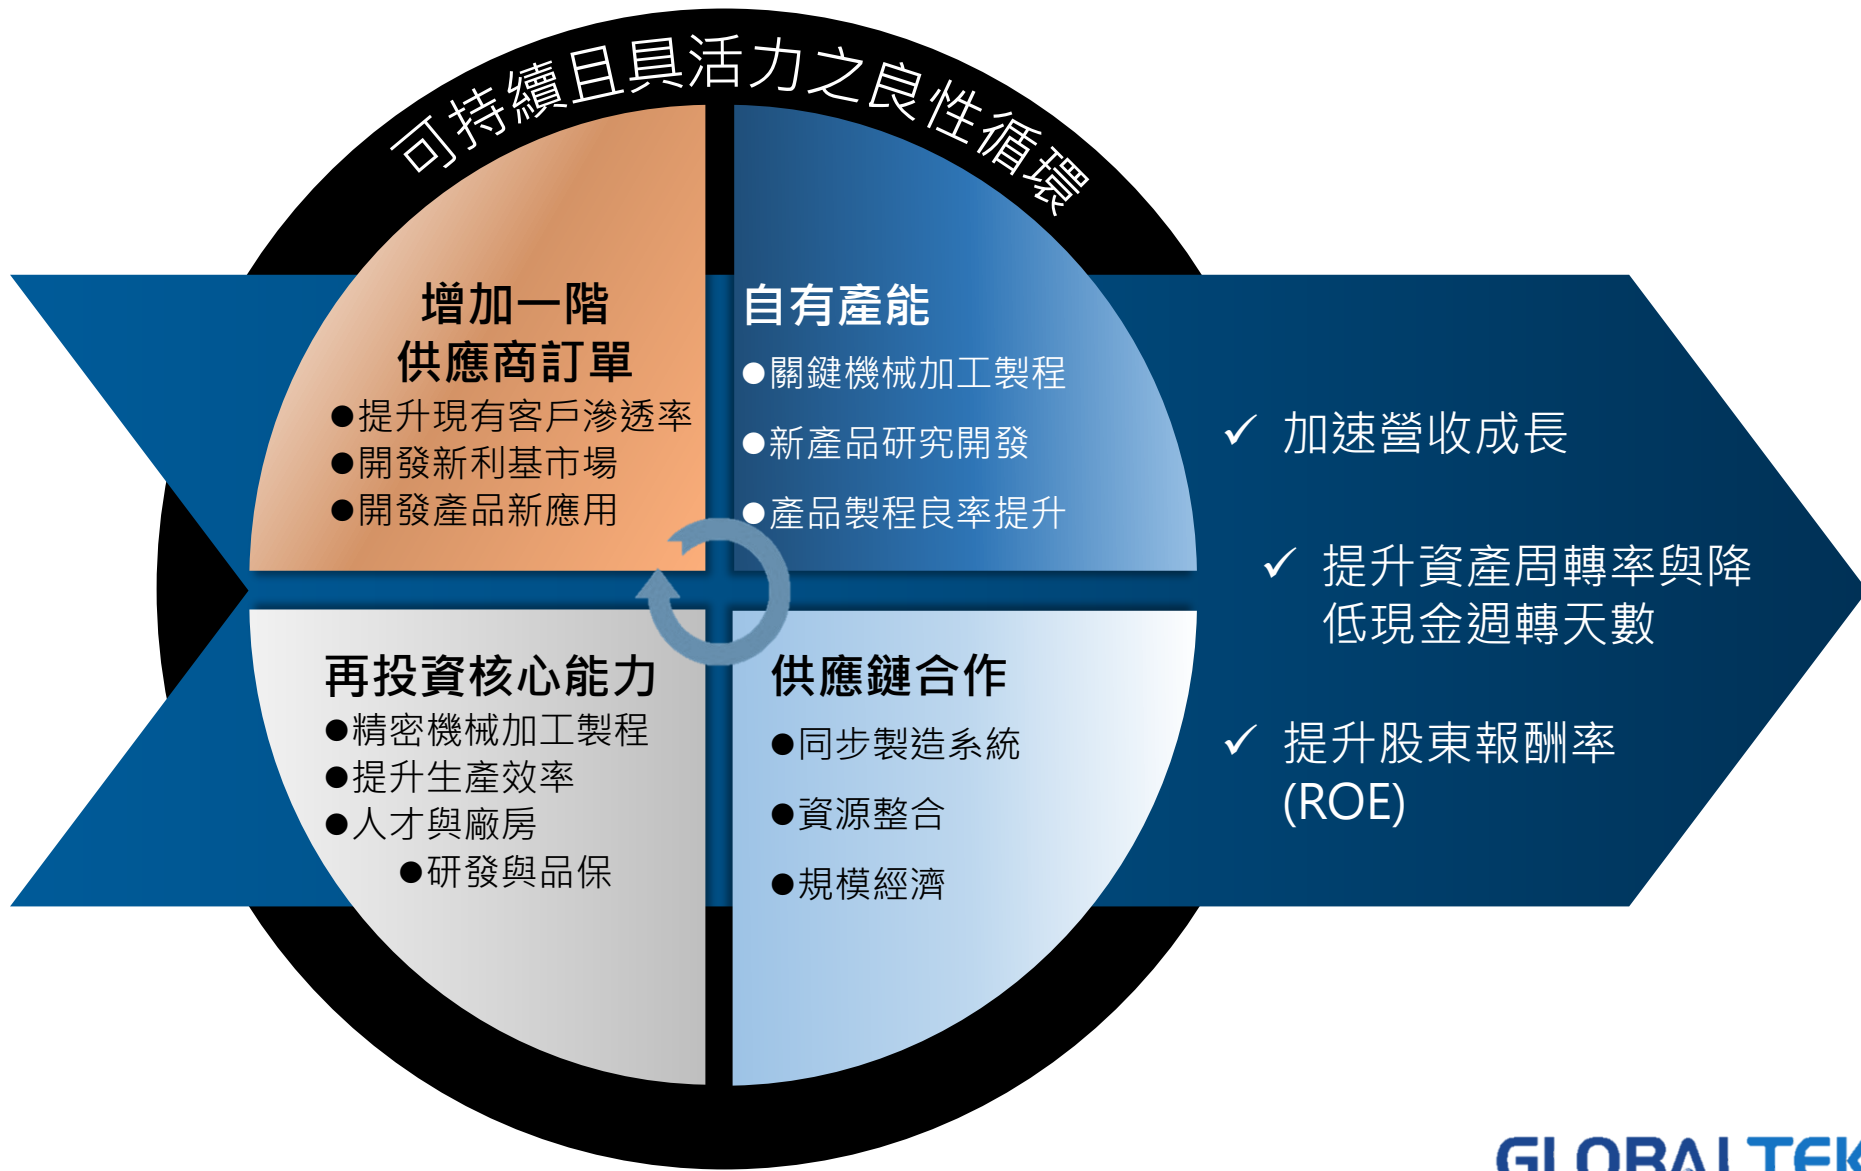 可持續且具活力之良性循環
增加一階
供應商訂單
●提升現有客戶滲透率
●開發新利基市場
●開發產品新應用
自有產能
●關鍵機械加工製程
●新產品研究開發
●產品製程良率提升
再投資核心能力
●精密機械加工製程
●提升生產效率
●人才與廠房
●研發與品保
供應鏈合作
●同步製造系統
●資源整合
●規模經濟
✓ 加速營收成長
✓ 提升資產周轉率與降
低現金週轉天數
✓ 提升股東報酬率
(ROE)
GLOBALTEK